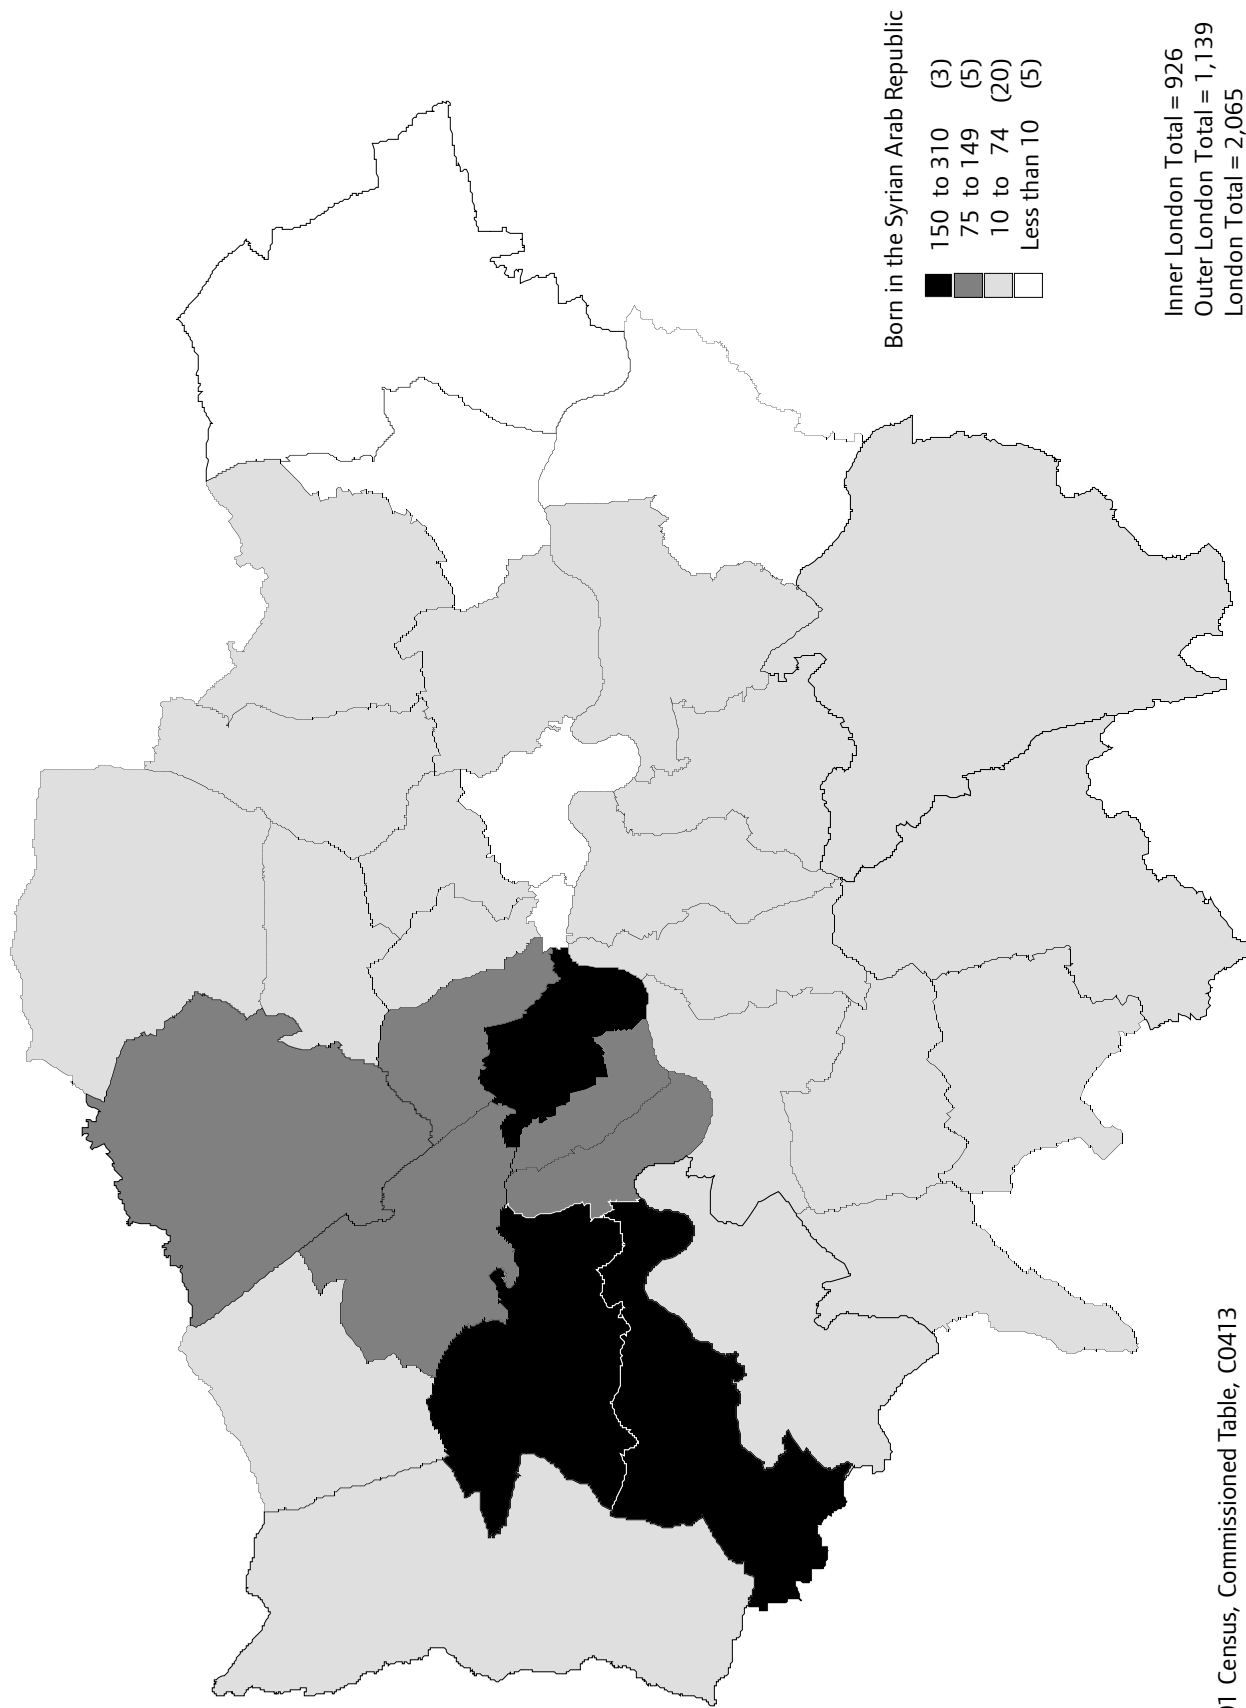 Born in the Syrian Arab Republic
150 to 310 (3)
75 to 149 (5)
10 to 74 (20)
Less than 10 (5)
Inner London Total = 926
Outer London Total = 1,139
London Total = 2,065
Census, Commissioned Table, C0413